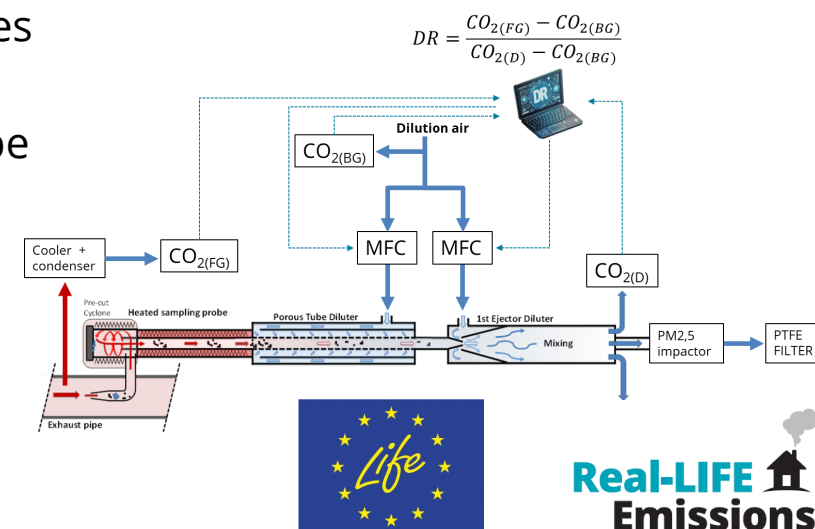 es
DR = CO2(FG) − CO2(BG) / CO2(D) − CO2(BG)
DR
be
Dilution air
CO2(BG)
MFC
MFC
Cooler +
condenser
CO2(FG)
CO2(D)
Pre-cut
Cyclone
Heated sampling probe
Porous Tube Diluter
1st Ejector Diluter
Mixing
PM2,5
impactor
PTFE
FILTER
Exhaust pipe
Life
Real-LIFE
Emissions